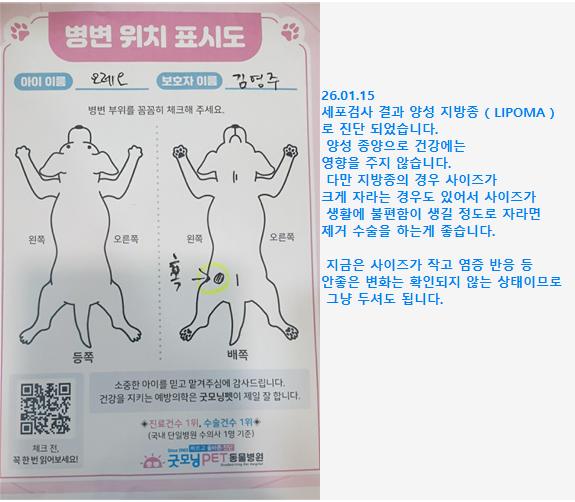 병변 위치 표시도
아이 이름 오레오 보호자 이름 김영주
병변 부위를 꼼꼼히 체크해 주세요.
왼쪽 오른쪽 왼쪽 오른쪽
혹
등쪽 배쪽
소중한 아이를 믿고 맡겨주심에 감사드립니다.
건강을 지키는 예방의학은 굿모닝펫이 제일 잘 합니다.
진료건수 1위, 수술건수 1위
(국내 단일병원 수의사 1명 기준)
체크 전,
꼭 한 번 읽어보세요!
굿모닝PET동물병원
26.01.15
세포검사 결과 양성 지방종 ( LIPOMA )
로 진단 되었습니다.
양성 종양으로 건강에는
영향을 주지 않습니다.
다만 지방종의 경우 사이즈가
크게 자라는 경우도 있어서 사이즈가
생활에 불편함이 생길 정도로 자라면
제거 수술을 하는게 좋습니다.
지금은 사이즈가 작고 염증 반응 등
안좋은 변화는 확인되지 않는 상태이므로
그냥 두셔도 됩니다.